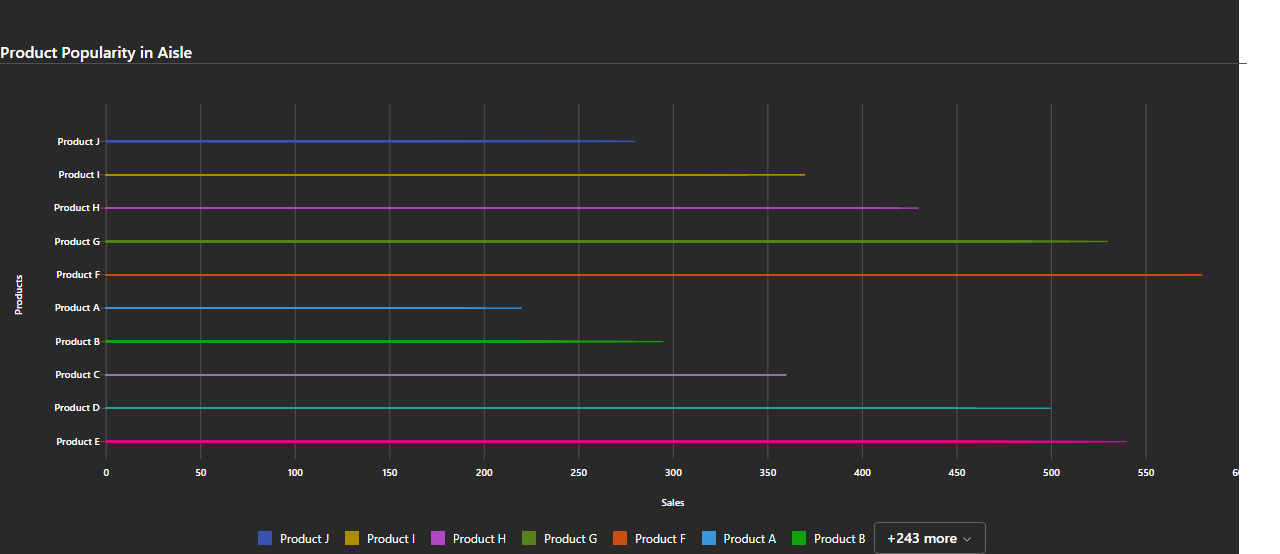 Product Popularity in Aisle
Products
Product J
Product I
Product H
Product G
Product F
Product A
Product B
Product C
Product D
Product E
0 50 100 150 200 250 300 350 400 450 500 550
Sales
Product J Product I Product H Product G Product F Product A Product B +243 more